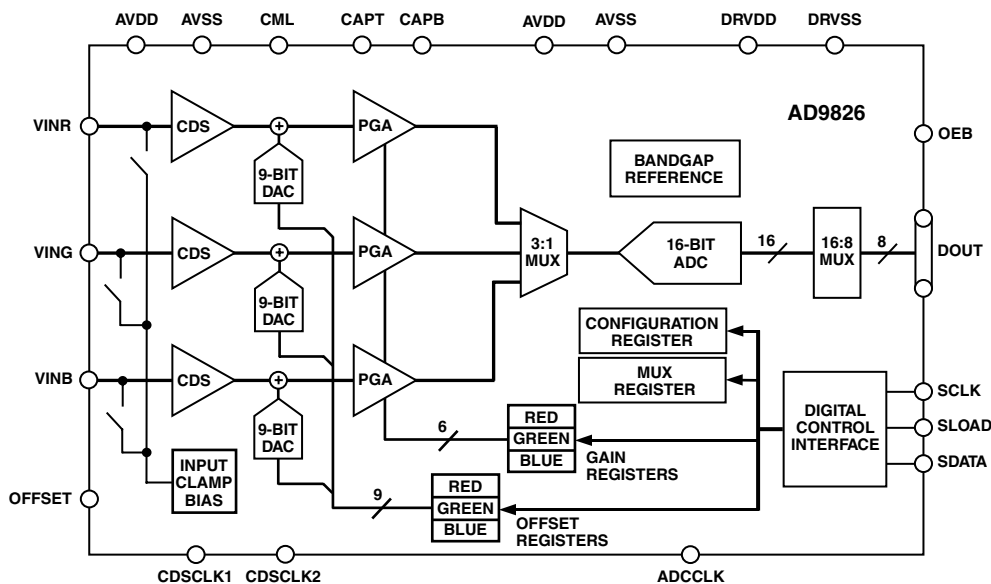 AVDD AVSS CML CAPT CAPB AVDD AVSS DRVDD DRVSS
AD9826
VINR
CDS
+
PGA
OEB
9-BIT
DAC
BANDGAP
REFERENCE
VING
CDS
+
PGA
3:1
MUX
16-BIT
ADC
16
16:8
MUX
8
DOUT
9-BIT
DAC
CONFIGURATION
REGISTER
VINB
CDS
+
PGA
MUX
REGISTER
DIGITAL
CONTROL
INTERFACE
SCLK
SLOAD
SDATA
9-BIT
DAC
6
RED
GREEN
BLUE
GAIN
REGISTERS
INPUT
CLAMP
BIAS
OFFSET
9
RED
GREEN
BLUE
OFFSET
REGISTERS
CDSCLK1 CDSCLK2 ADCCLK